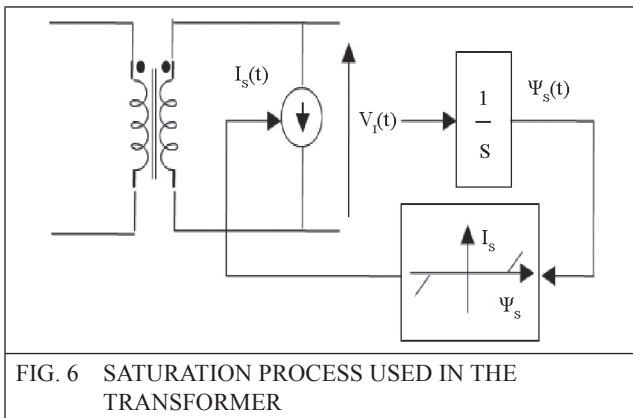 I_S(t)
V_I(t)
1
S
Ψ_S(t)
I_s
Ψ_s
FIG. 6 SATURATION PROCESS USED IN THE
TRANSFORMER